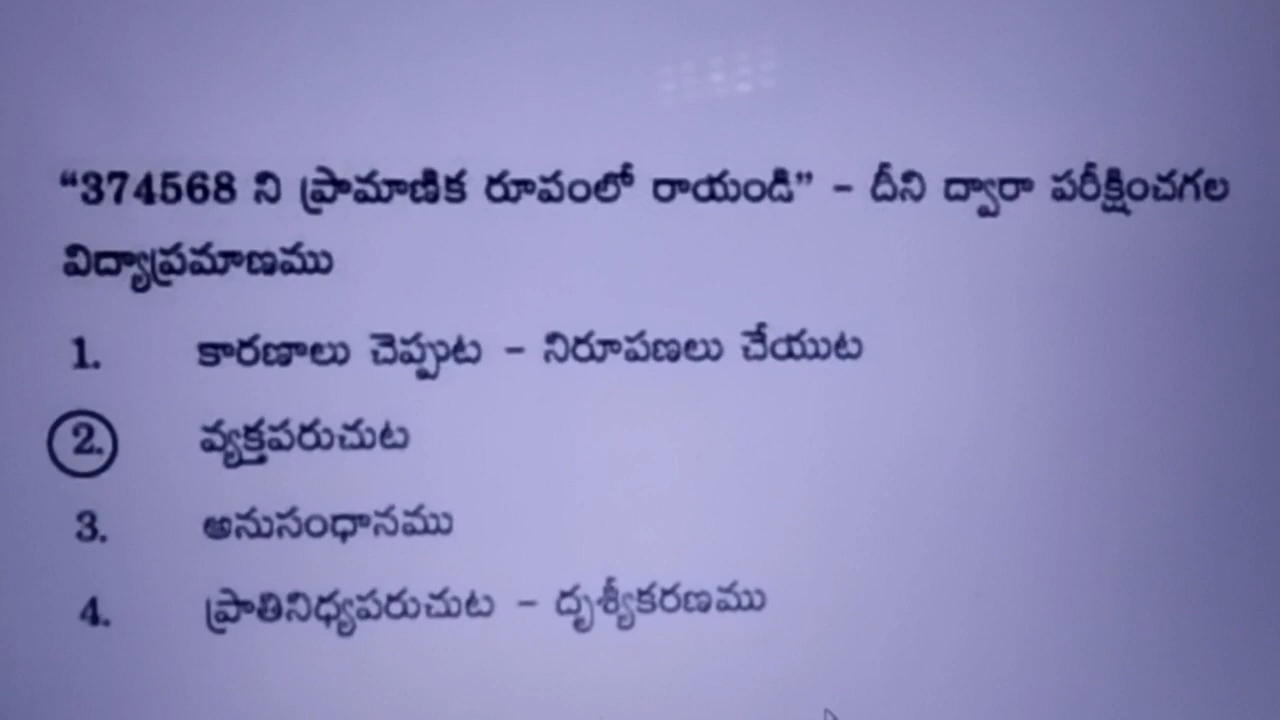 “374568 ని ప్రామాణిక రూపంలో రాయండి” – దీని ద్వారా పరీక్షించగల
విద్యాప్రమాణము
1. కారణాలు చెప్పుట – నిరూపణలు చేయుట
2. వ్యక్తపరుచుట
3. అనుసంధానము
4. ప్రాతినిధ్యపరుచుట – దృశ్యీకరణము